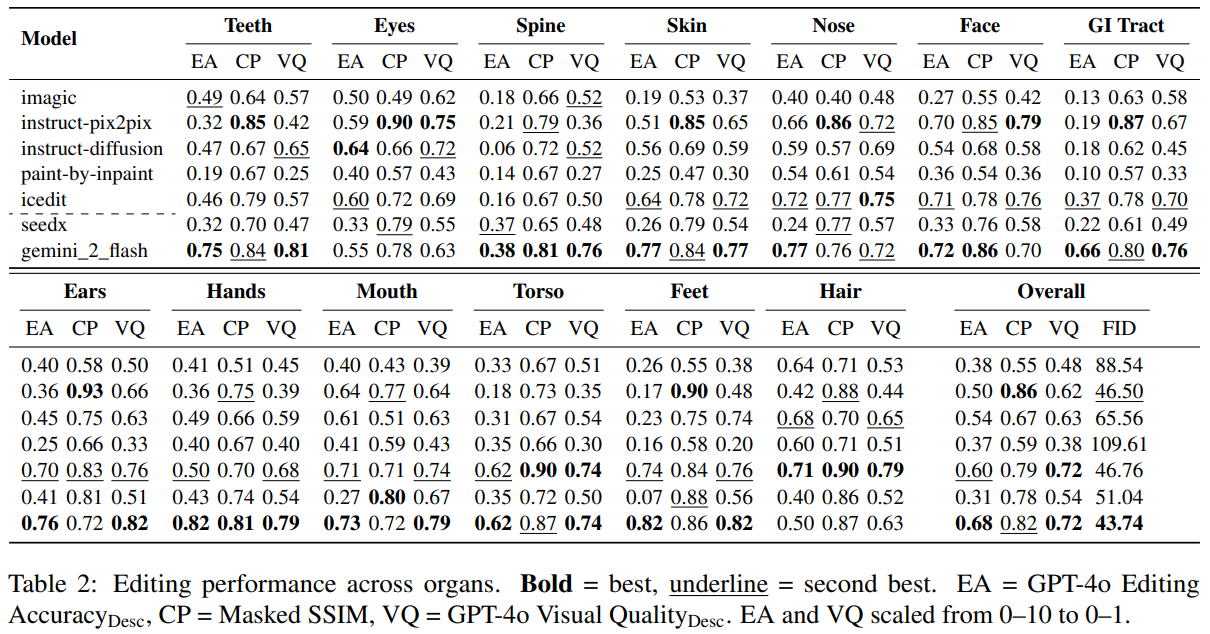 Model Teeth Eyes Spine Skin Nose Face GI Tract
EA CP VQ EA CP VQ EA CP VQ EA CP VQ EA CP VQ EA CP VQ EA CP VQ
imagic 0.49 0.64 0.57 0.50 0.49 0.62 0.18 0.66 0.52 0.19 0.53 0.37 0.40 0.40 0.48 0.27 0.55 0.42 0.13 0.63 0.58
instruct-pix2pix 0.32 0.85 0.42 0.59 0.90 0.75 0.21 0.79 0.36 0.51 0.85 0.65 0.66 0.86 0.72 0.70 0.85 0.79 0.19 0.87 0.67
instruct-diffusion 0.47 0.67 0.65 0.64 0.66 0.72 0.06 0.72 0.52 0.56 0.69 0.59 0.59 0.57 0.69 0.54 0.68 0.58 0.18 0.62 0.45
paint-by-inpaint 0.19 0.67 0.25 0.40 0.57 0.43 0.14 0.67 0.27 0.25 0.47 0.30 0.54 0.61 0.54 0.36 0.54 0.36 0.10 0.57 0.33
icedit 0.46 0.79 0.57 0.60 0.72 0.69 0.16 0.67 0.50 0.64 0.78 0.72 0.72 0.77 0.75 0.71 0.78 0.76 0.37 0.78 0.70
seedx 0.32 0.70 0.47 0.33 0.79 0.55 0.37 0.65 0.48 0.26 0.79 0.54 0.24 0.77 0.57 0.33 0.76 0.58 0.22 0.61 0.49
gemini_2_flash 0.75 0.84 0.81 0.55 0.78 0.63 0.38 0.81 0.76 0.77 0.84 0.77 0.77 0.76 0.72 0.72 0.86 0.70 0.66 0.80 0.76
Ears Hands Mouth Torso Feet Hair Overall
EA CP VQ EA CP VQ EA CP VQ EA CP VQ EA CP VQ EA CP VQ EA CP VQ FID
0.40 0.58 0.50 0.41 0.51 0.45 0.40 0.43 0.39 0.33 0.67 0.51 0.26 0.55 0.38 0.64 0.71 0.53 0.38 0.55 0.48 88.54
0.36 0.93 0.66 0.36 0.75 0.39 0.64 0.77 0.64 0.18 0.73 0.35 0.17 0.90 0.48 0.42 0.88 0.44 0.50 0.86 0.62 46.50
0.45 0.75 0.63 0.49 0.66 0.59 0.61 0.51 0.63 0.31 0.67 0.54 0.23 0.75 0.74 0.68 0.70 0.65 0.54 0.67 0.63 65.56
0.25 0.66 0.33 0.40 0.67 0.40 0.41 0.59 0.43 0.35 0.66 0.30 0.16 0.58 0.20 0.60 0.71 0.51 0.37 0.59 0.38 109.61
0.70 0.83 0.76 0.50 0.70 0.68 0.71 0.71 0.74 0.62 0.90 0.74 0.74 0.84 0.76 0.71 0.90 0.79 0.60 0.79 0.72 46.76
0.41 0.81 0.51 0.43 0.74 0.54 0.27 0.80 0.67 0.35 0.72 0.50 0.07 0.88 0.56 0.40 0.86 0.52 0.31 0.78 0.54 51.04
0.76 0.72 0.82 0.82 0.81 0.79 0.73 0.72 0.79 0.62 0.87 0.74 0.82 0.86 0.82 0.50 0.87 0.63 0.68 0.82 0.72 43.74
Table 2: Editing performance across organs. Bold = best, underline = second best. EA = GPT-4o Editing
AccuracyDesc, CP = Masked SSIM, VQ = GPT-4o Visual QualityDesc. EA and VQ scaled from 0–10 to 0–1.